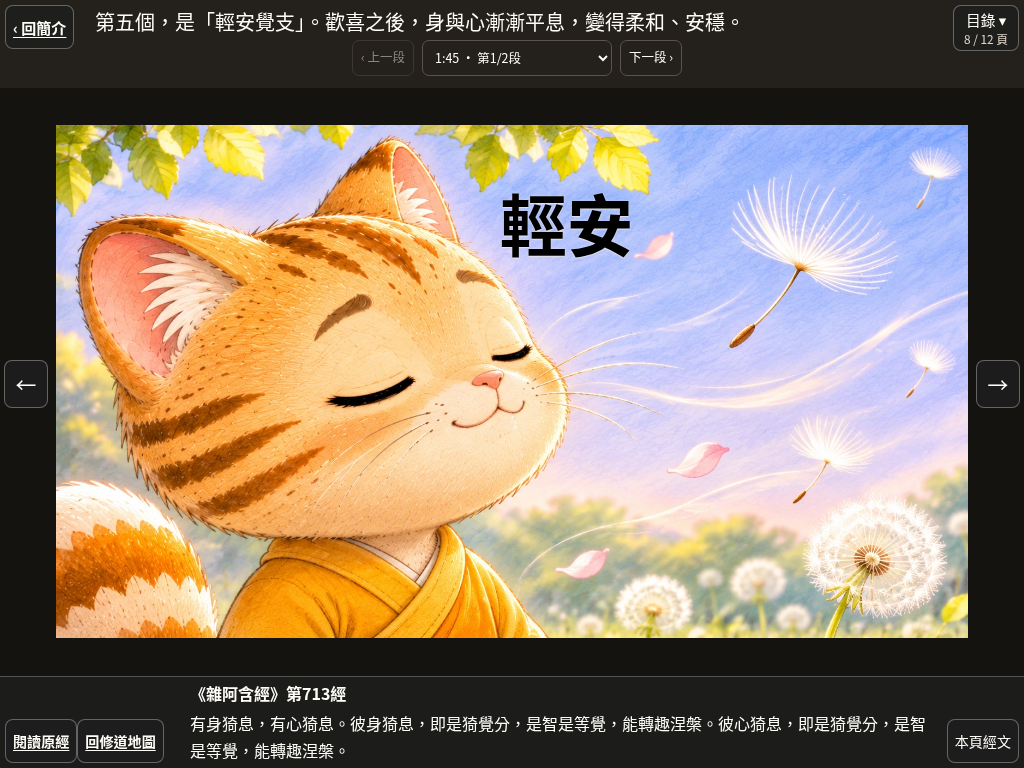 ‹ 回簡介
第五個，是「輕安覺支」。歡喜之後，身與心漸漸平息，變得柔和、安穩。
目錄 ▾
8 / 12 頁
‹ 上一段
1:45 · 第1/2段
下一段 ›
輕安
←
→
《雜阿含經》第713經
有身猗息，有心猗息。彼身猗息，即是猗覺分，是智是等覺，能轉趣涅槃。彼心猗息，即是猗覺分，是智
是等覺，能轉趣涅槃。
閱讀原經
回修道地圖
本頁經文